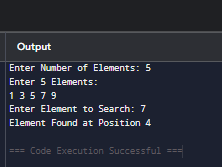 Output
Enter Number of Elements: 5
Enter 5 Elements:
1 3 5 7 9
Enter Element to Search: 7
Element Found at Position 4
=== Code Execution Successful ===